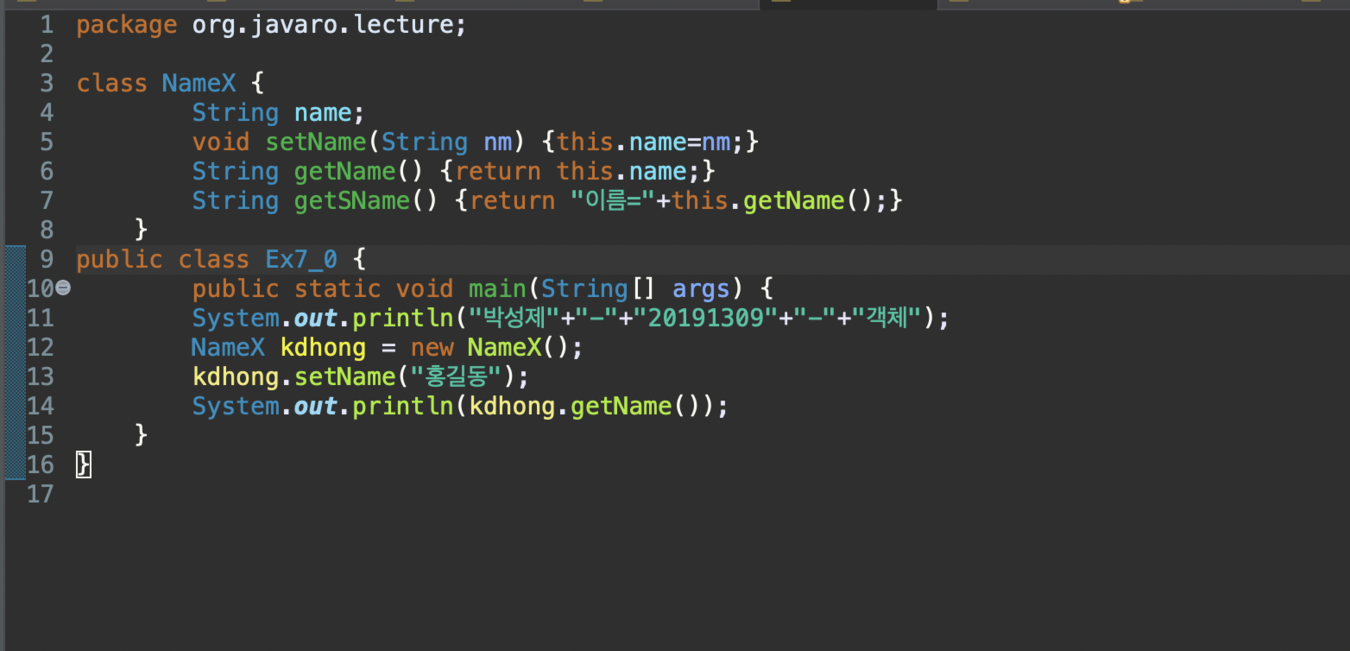 1 package org.javaro.lecture;
2
3 class NameX {
4 String name;
5 void setName(String nm) {this.name=nm;}
6 String getName() {return this.name;}
7 String getSName() {return "이름="+this.getName();}
8 }
9 public class Ex7_0 {
10 public static void main(String[] args) {
11 System.out.println("박성제"+"-"+"20191309"+"-"+"객체");
12 NameX kdhong = new NameX();
13 kdhong.setName("홍길동");
14 System.out.println(kdhong.getName());
15 }
16 }
17